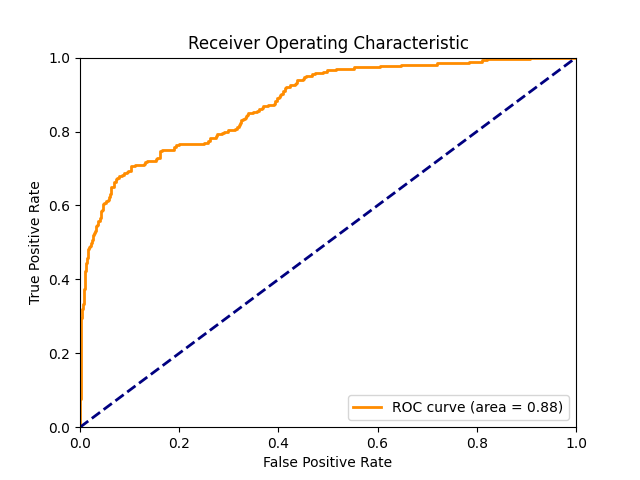 Receiver Operating Characteristic
1.0
0.8
0.6
0.4
0.2
0.0
True Positive Rate
ROC curve (area = 0.88)
0.0 0.2 0.4 0.6 0.8 1.0
False Positive Rate